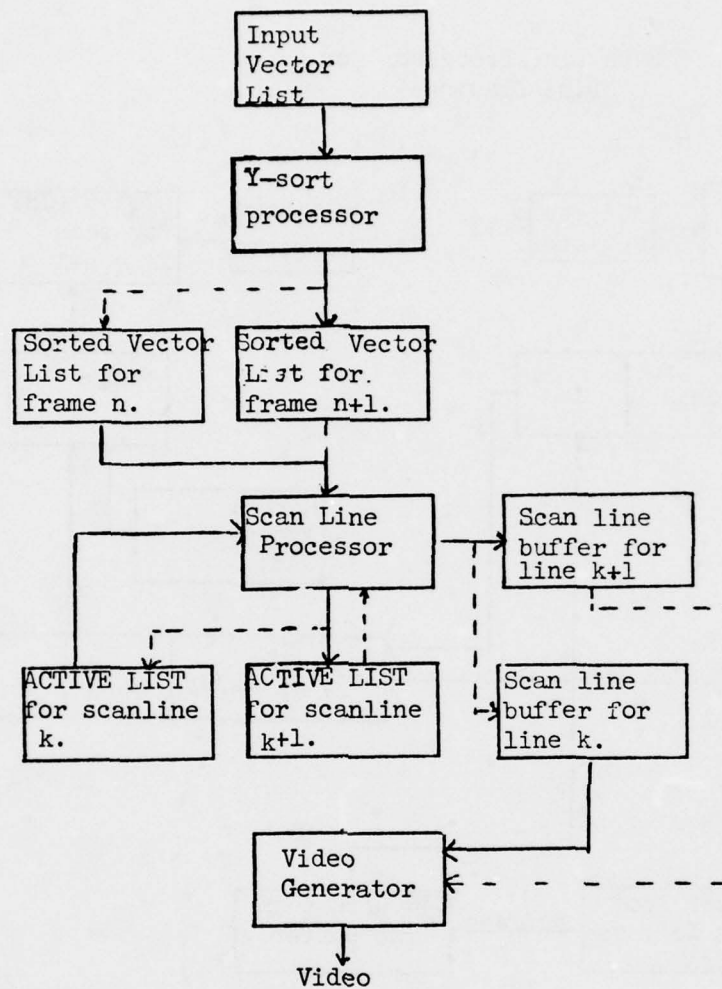 Input
Vector
List
Y-sort
processor
Sorted Vector
List for
frame n.
Sorted Vector
List for.
frame n+1.
Scan Line
Processor
Scan line
buffer for
line k+1
ACTIVE LIST
for scanline
k.
ACTIVE LIST
for scanline
k+1.
Scan line
buffer for
line k.
Video
Generator
Video